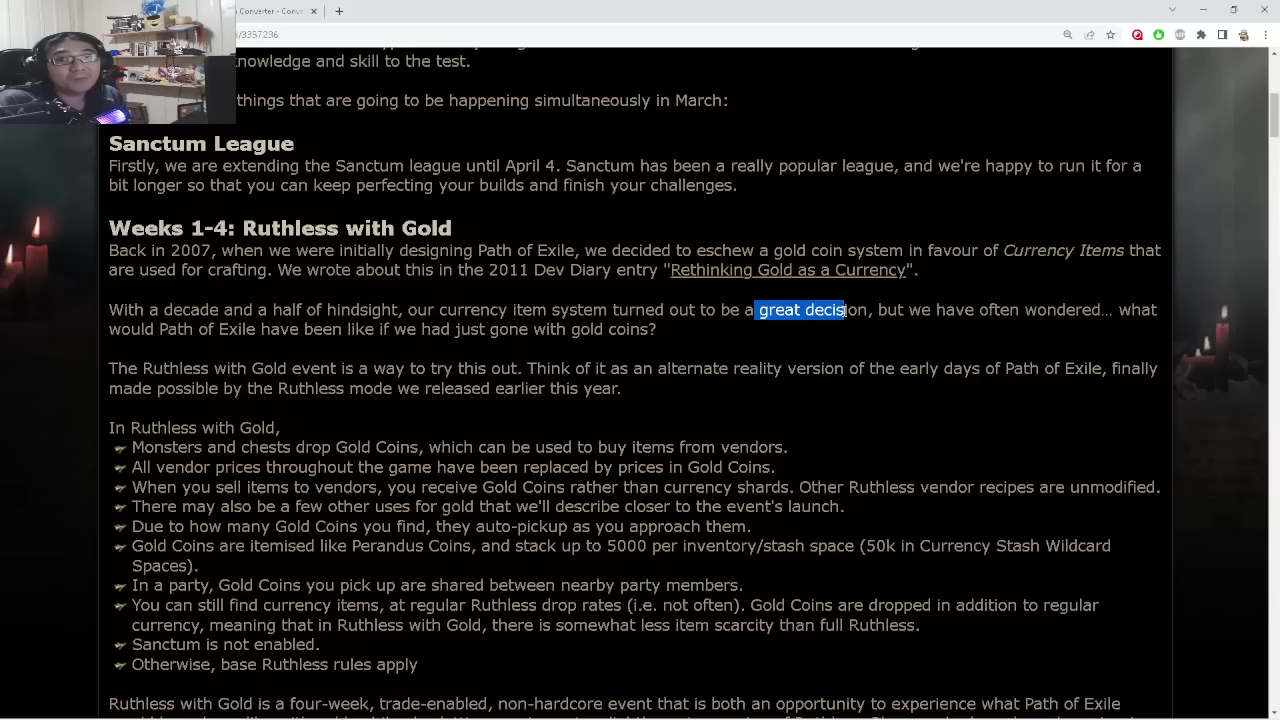 Converter - Conve
3357236
knowledge and skill to the test.
things that are going to be happening simultaneously in March:
Sanctum League
Firstly, we are extending the Sanctum league until April 4. Sanctum has been a really popular league, and we're happy to run it for a
bit longer so that you can keep perfecting your builds and finish your challenges.
Weeks 1-4: Ruthless with Gold
Back in 2007, when we were initially designing Path of Exile, we decided to eschew a gold coin system in favour of Currency Items that
are used for crafting. We wrote about this in the 2011 Dev Diary entry "Rethinking Gold as a Currency".
With a decade and a half of hindsight, our currency item system turned out to be a great decision, but we have often wondered... what
would Path of Exile have been like if we had just gone with gold coins?
The Ruthless with Gold event is a way to try this out. Think of it as an alternate reality version of the early days of Path of Exile, finally
made possible by the Ruthless mode we released earlier this year.
In Ruthless with Gold,
Monsters and chests drop Gold Coins, which can be used to buy items from vendors.
All vendor prices throughout the game have been replaced by prices in Gold Coins.
When you sell items to vendors, you receive Gold Coins rather than currency shards. Other Ruthless vendor recipes are unmodified.
There may also be a few other uses for gold that we'll describe closer to the event's launch.
Due to how many Gold Coins you find, they auto-pickup as you approach them.
Gold Coins are itemised like Perandus Coins, and stack up to 5000 per inventory/stash space (50k in Currency Stash Wildcard
Spaces).
In a party, Gold Coins you pick up are shared between nearby party members.
You can still find currency items, at regular Ruthless drop rates (i.e. not often). Gold Coins are dropped in addition to regular
currency, meaning that in Ruthless with Gold, there is somewhat less item scarcity than full Ruthless.
Sanctum is not enabled.
Otherwise, base Ruthless rules apply
Ruthless with Gold is a four-week, trade-enabled, non-hardcore event that is both an opportunity to experience what Path of Exile